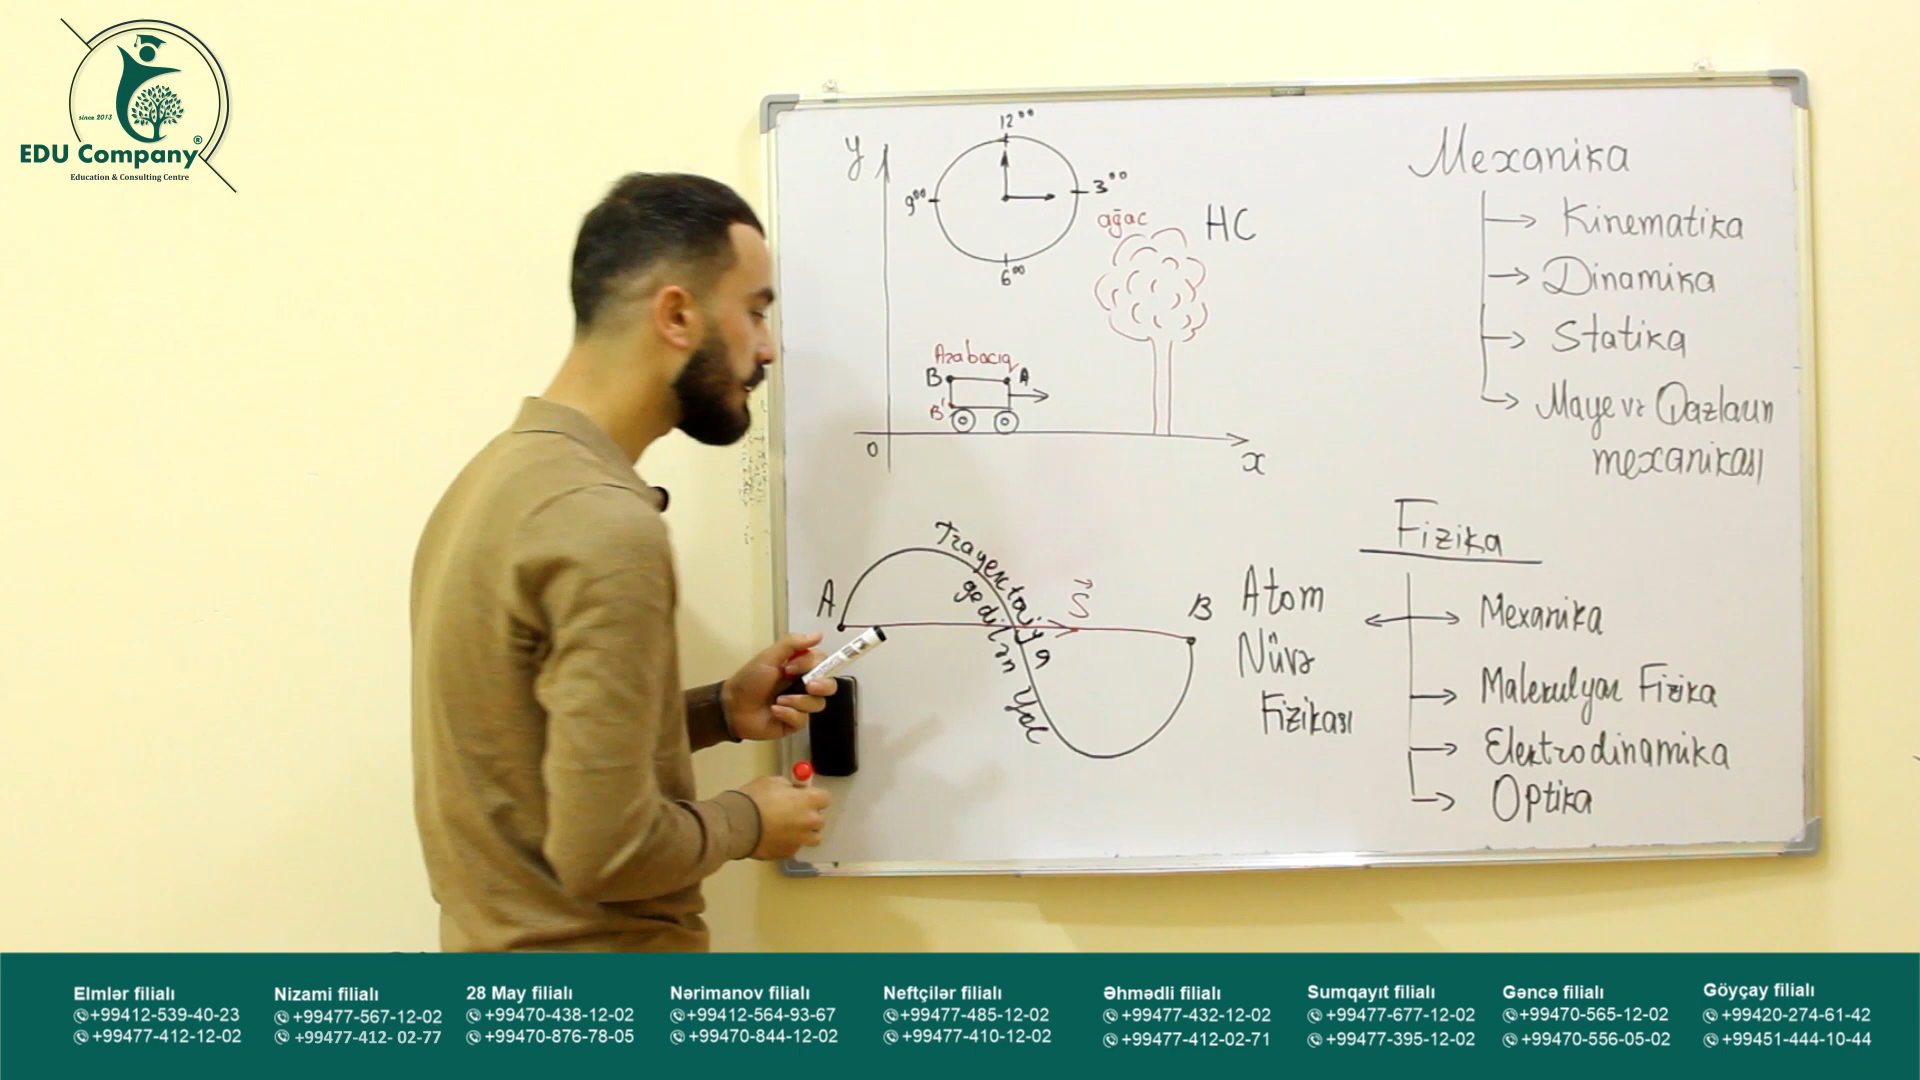 since 2013
EDU Company®
Education & Consulting Centre
y
12⁰⁰
9⁰⁰
3⁰⁰
6⁰⁰
ağac
HC
Arabacıq
B
A
B'
0
x
Mexanika
Kinematika
Dinamika
Statika
Maye və Qazların
mexanikası
A
Trayektoriya
gedilən yol
S
B
Atom
Nüvə
Fizikası
Fizika
Mexanika
Malekulyar Fizika
Elektrodinamika
Optika
Elmlər filialı
+99412-539-40-23
+99477-412-12-02
Nizami filialı
+99477-567-12-02
+99477-412- 02-77
28 May filialı
+99470-438-12-02
+99470-876-78-05
Nərimanov filialı
+99412-564-93-67
+99470-844-12-02
Neftçilər filialı
+99477-485-12-02
+99477-410-12-02
Əhmədli filialı
+99477-432-12-02
+99477-412-02-71
Sumqayıt filialı
+99477-677-12-02
+99477-395-12-02
Gəncə filialı
+99470-565-12-02
+99470-556-05-02
Göyçay filialı
+99420-274-61-42
+99451-444-10-44